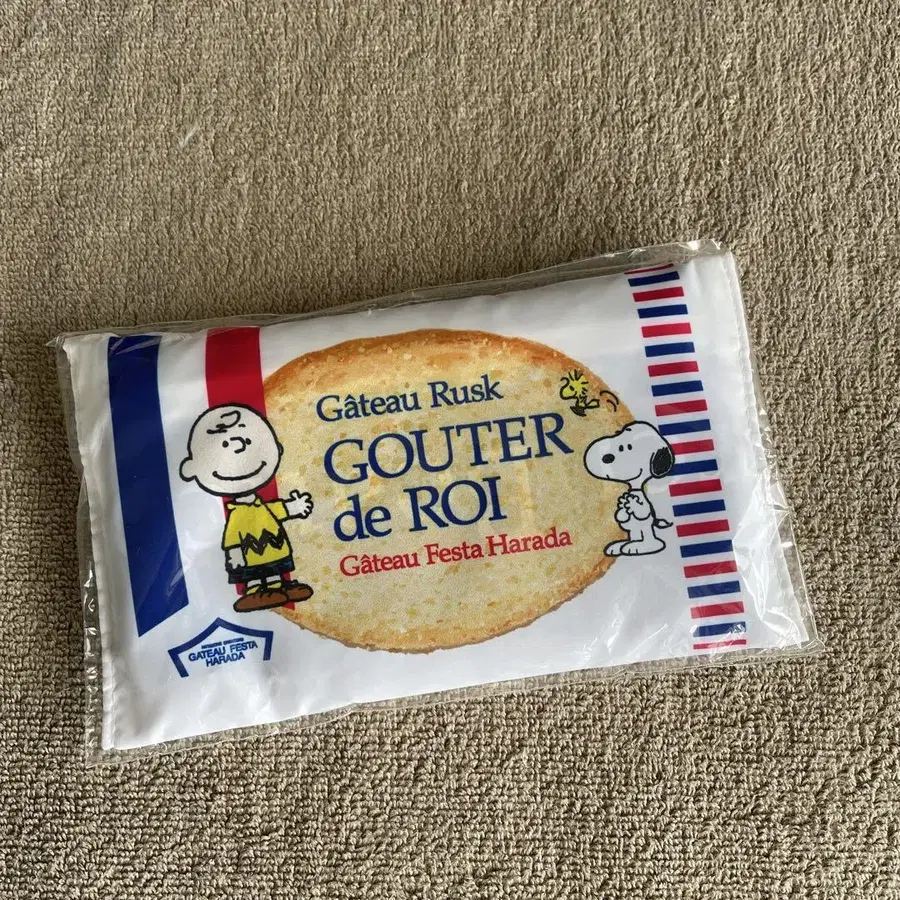 Gâteau Rusk
GOUTER
de ROI
Gâteau Festa Harada
GATEAU FESTA
HARADA